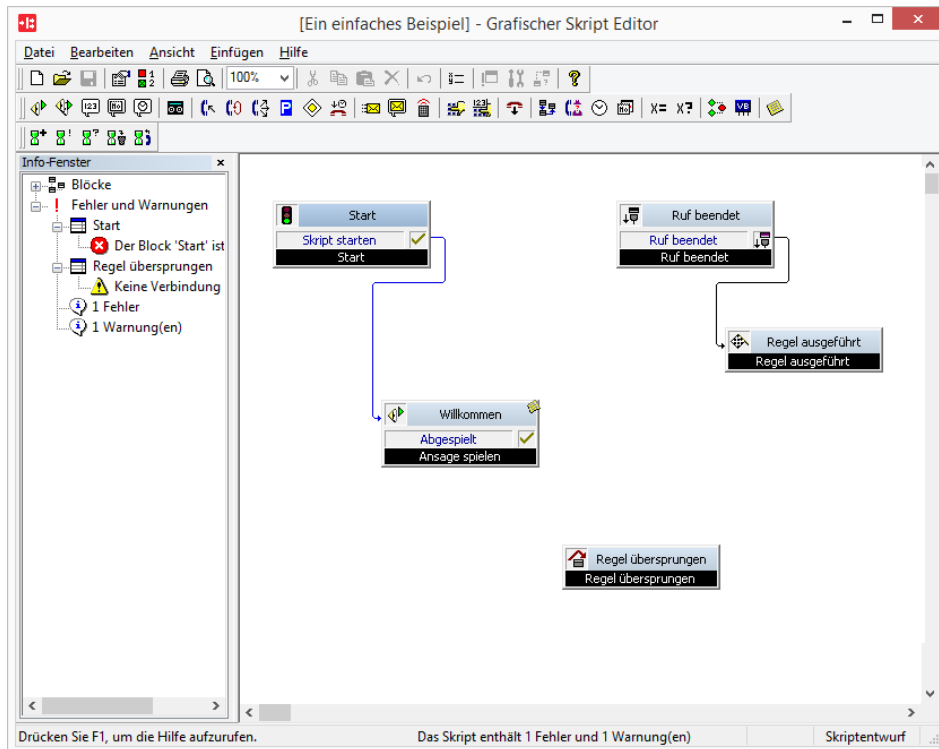 [Ein einfaches Beispiel] - Grafischer Skript Editor
Datei Bearbeiten Ansicht Einfügen Hilfe
100%
Info-Fenster
Blöcke
Fehler und Warnungen
Start
Der Block 'Start' ist
Regel übersprungen
Keine Verbindung
1 Fehler
1 Warnung(en)
Start
Skript starten
Start
Ruf beendet
Ruf beendet
Ruf beendet
Regel ausgeführt
Regel ausgeführt
Willkommen
Abgespielt
Ansage spielen
Regel übersprungen
Regel übersprungen
Drücken Sie F1, um die Hilfe aufzurufen.
Das Skript enthält 1 Fehler und 1 Warnung(en)
Skriptentwurf